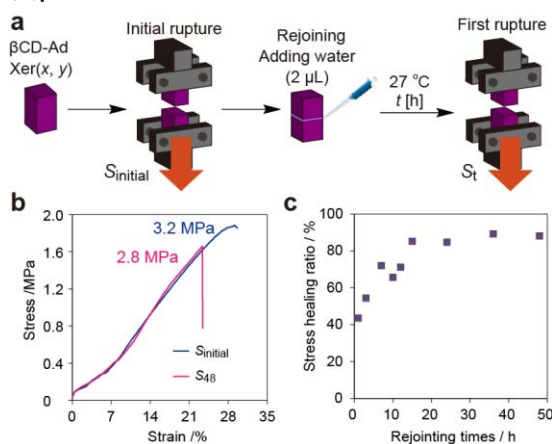 a
Initial rupture
First rupture
βCD-Ad
Xer(x, y)
Rejoining
Adding water
(2 μL)
27 °C
t [h]
Sinitial
St
b
c
2.0
1.6
1.2
0.8
0.4
0
Stress /MPa
3.2 MPa
2.8 MPa
Sinitial
S48
0 7 14 21 28 35
Strain /%
100
80
60
40
20
0
Stress healing ratio / %
0 10 20 30 40 50
Rejointing times / h